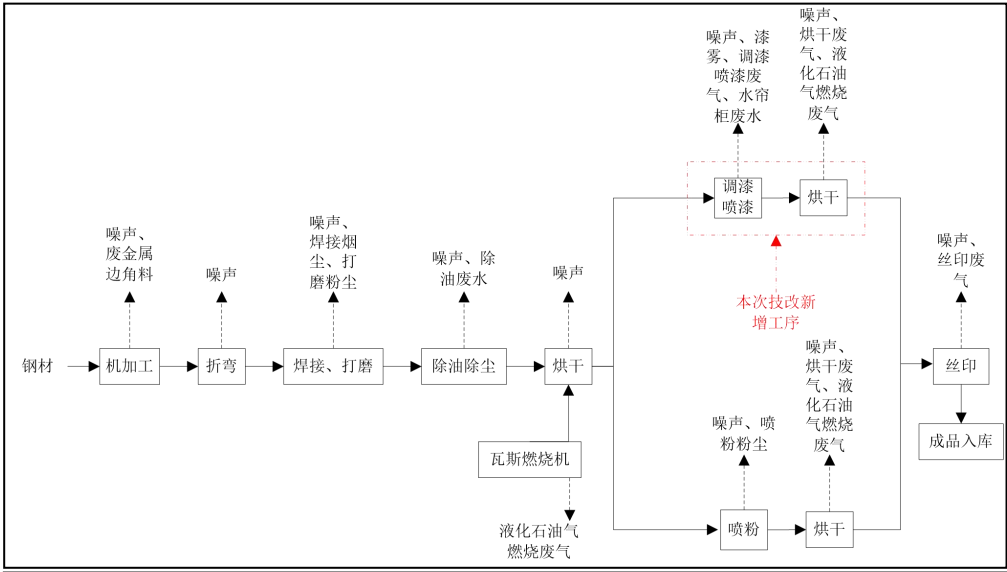 噪声、漆
雾、调漆
喷漆废
气、水帘
柜废水
噪声、
烘干废
气、液
化石油
气燃烧
废气
调漆
喷漆
烘干
本次技改新
增工序
噪声、
废金属
边角料
噪声
噪声、
焊接烟
尘、打
磨粉尘
噪声、除
油废水
噪声
噪声、
丝印废
气
钢材
机加工
折弯
焊接、打磨
除油除尘
烘干
丝印
成品入库
瓦斯燃烧机
液化石油气
燃烧废气
噪声、喷
粉粉尘
噪声、
烘干废
气、液
化石油
气燃烧
废气
喷粉
烘干